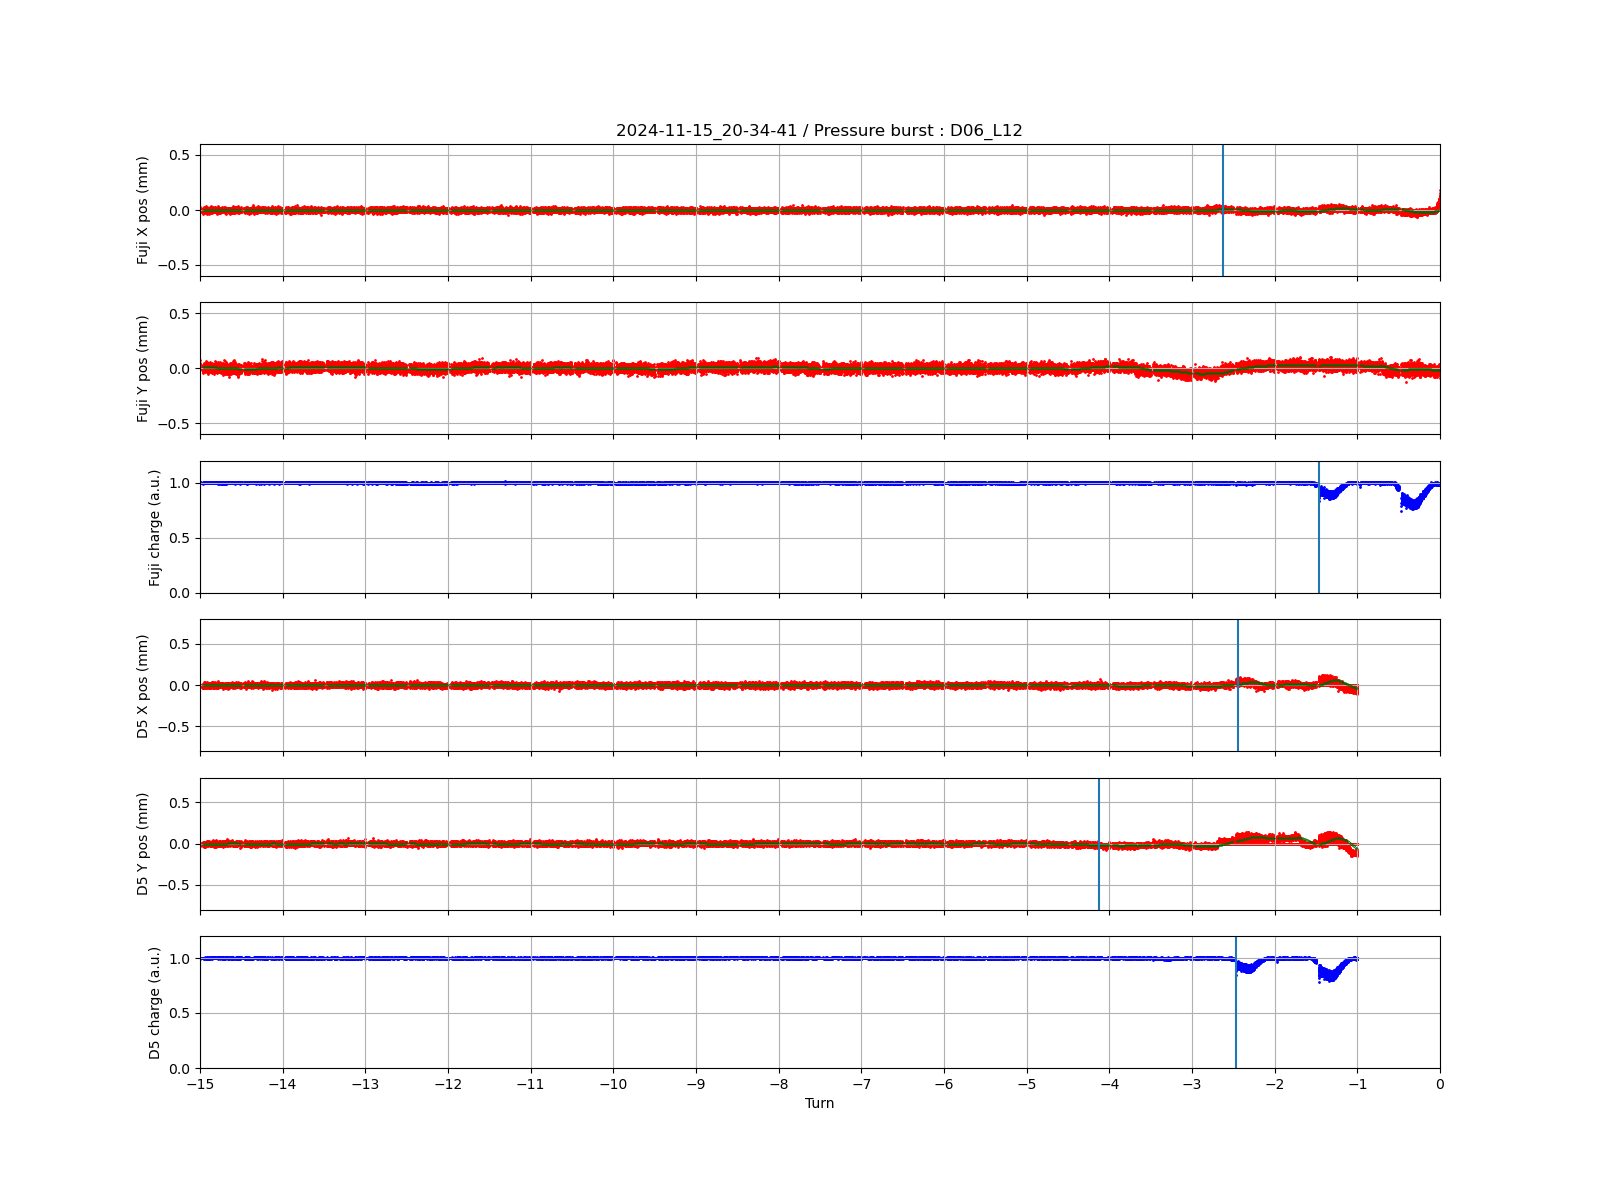 2024-11-15_20-34-41 / Pressure burst : D06_L12
Fuji X pos (mm)
0.5
0.0
−0.5
Fuji Y pos (mm)
0.5
0.0
−0.5
Fuji charge (a.u.)
1.0
0.5
0.0
D5 X pos (mm)
0.5
0.0
−0.5
D5 Y pos (mm)
0.5
0.0
−0.5
D5 charge (a.u.)
1.0
0.5
0.0
−15 −14 −13 −12 −11 −10 −9 −8 −7 −6 −5 −4 −3 −2 −1 0
Turn